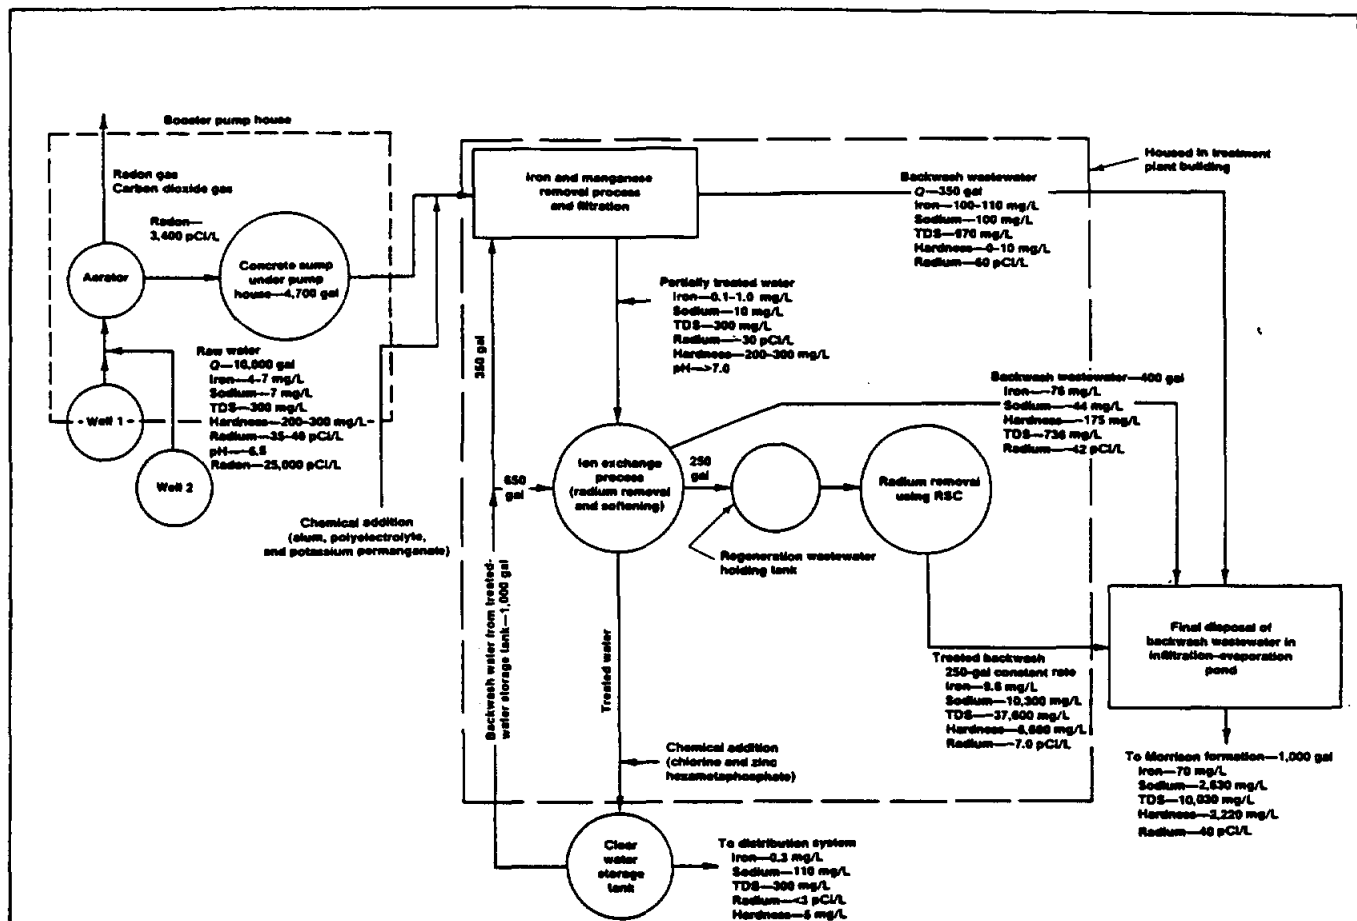 Booster pump house
Radon gas
Carbon dioxide gas
Radon—
3,400 pCi/L
Aerator
Concrete sump
under pump
house—4,700 gal
Raw water
Iron—4–7 mg/L
Sodium—7 mg/L
TDS—300 mg/L
Hardness—200–300 mg/L
Radon—25,000 pCi/L
Well 1
Well 2
Chemical addition
(alum, polyelectrolyte,
and potassium permanganate)
Iron and manganese
removal process
and filtration
Housed in treatment
plant building
Backwash wastewater
Q—350 gal
Iron—100–110 mg/L
Sodium—100 mg/L
TDS—970 mg/L
Hardness—0–10 mg/L
Radium—60 pCi/L
Partially treated water
Iron—0.1–1.0 mg/L
Sodium—10 mg/L
TDS—300 mg/L
Radium—~30 pCi/L
Hardness—200–300 mg/L
pH—>7.0
350 gal
650
gal
Ion exchange
process
(radium removal
and softening)
250
gal
Regeneration wastewater
holding tank
Radium removal
using RSC
Backwash wastewater—400 gal
Sodium—44 mg/L
Hardness—175 mg/L
TDS—736 mg/L
Radium—42 pCi/L
Backwash water from treated-
water storage tank—1,000 gal
Treated water
Chemical addition
(chlorine and zinc
hexametaphosphate)
Clear
water
storage
tank
To distribution system
Iron—0.3 mg/L
Sodium—110 mg/L
TDS—300 mg/L
Radium—<3 pCi/L
Hardness—5 mg/L
Treated backwash
250-gal constant rate
Sodium—10,300 mg/L
TDS—~37,600 mg/L
Radium—~7.0 pCi/L
Final disposal of
backwash wastewater in
infiltration–evaporation
pond
To Morrison formation—1,000 gal
Iron—70 mg/L
Sodium—2,630 mg/L
TDS—10,030 mg/L
Hardness—2,220 mg/L
Radium—40 pCi/L